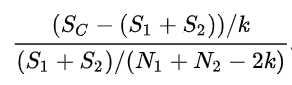 (S_C − (S_1 + S_2))/k
(S_1 + S_2)/(N_1 + N_2 − 2k)